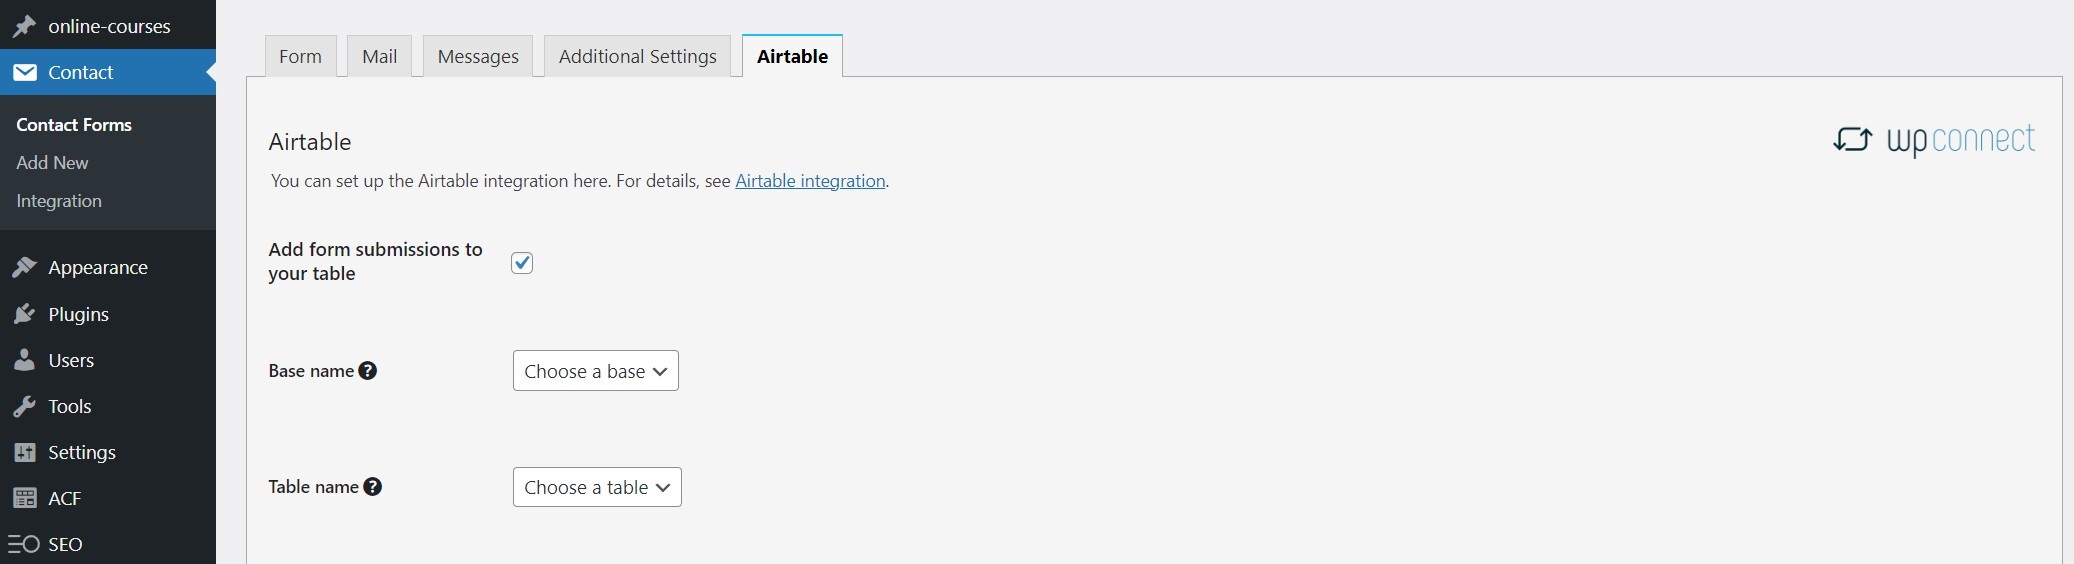 online-courses
Contact
Contact Forms
Add New
Integration
Appearance
Plugins
Users
Tools
Settings
ACF
SEO
Form
Mail
Messages
Additional Settings
Airtable
Airtable
wpconnect
You can set up the Airtable integration here. For details, see Airtable integration.
Add form submissions to
your table
Base name ?
Choose a base
Table name ?
Choose a table